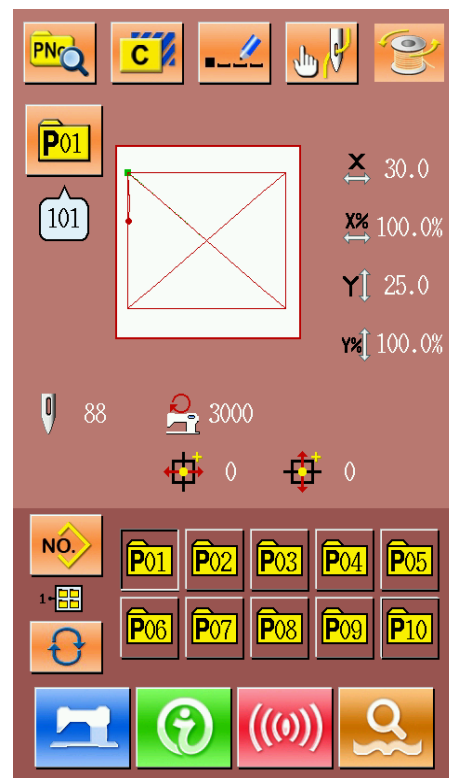 PNo
C
P01
101
X 30.0
X% 100.0%
Y 25.0
Y% 100.0%
88 3000
0 0
NO.
P01 P02 P03 P04 P05
1-
P06 P07 P08 P09 P10